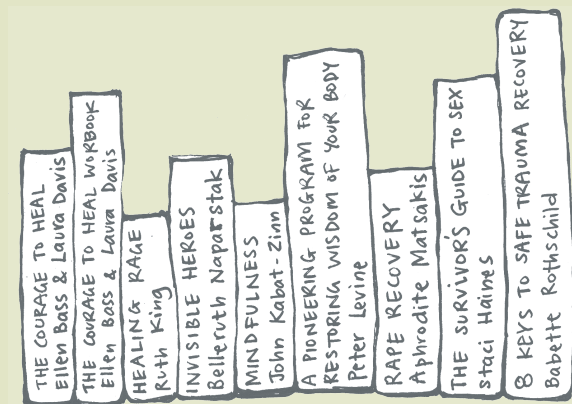 THE COURAGE TO HEAL
Ellen Bass & Laura Davis
THE COURAGE TO HEAL WORBOOK
Ellen Bass & Laura Davis
HEALING RAGE
Ruth King
INVISIBLE HEROES
Belleruth Naparstak
MINDFULNESS
John Kabat-Zinn
A PIONEERING PROGRAM FOR
RESTORING WISDOM OF YOUR BODY
Peter Levine
RAPE RECOVERY
Aphrodite Matsakis
THE SURVIVOR'S GUIDE TO SEX
Staci Haines
8 KEYS TO SAFE TRAUMA RECOVERY
Babette Rothschild